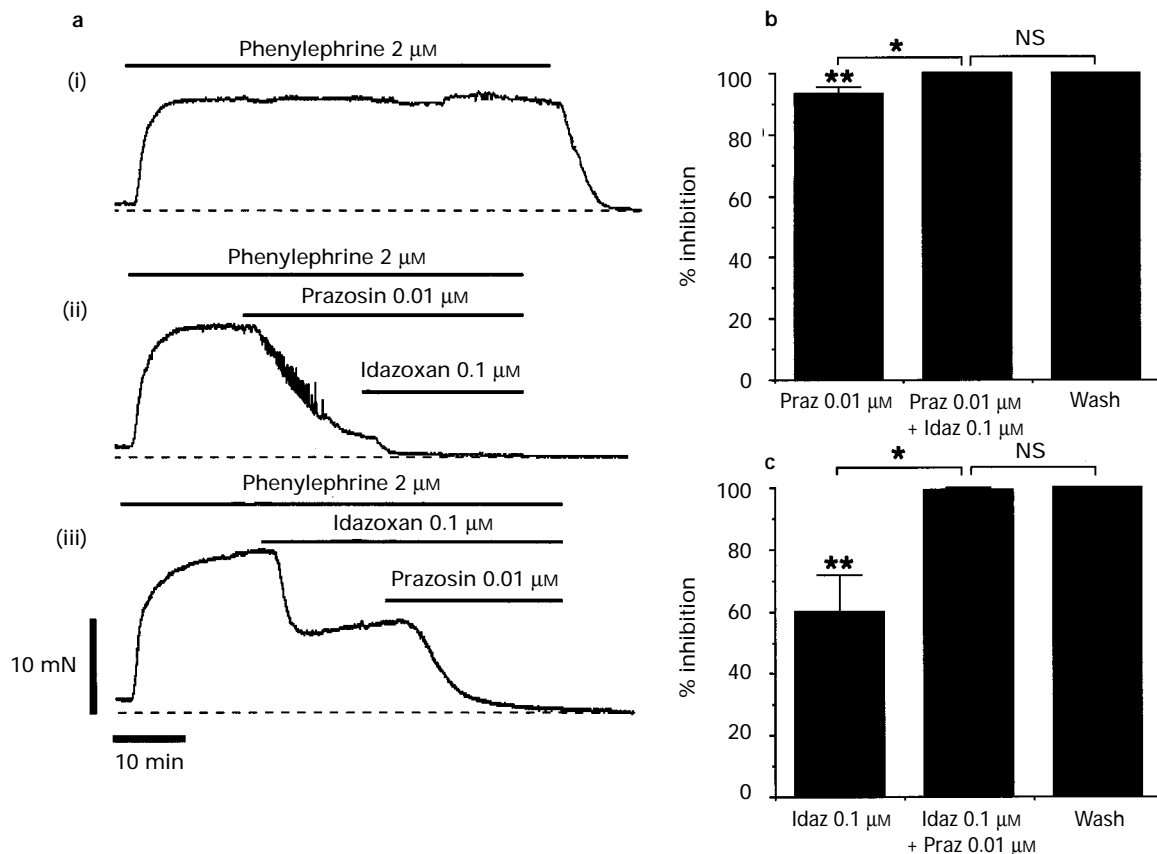 a
Phenylephrine 2 µM
(i)
Phenylephrine 2 µM
Prazosin 0.01 µM
(ii)
Idazoxan 0.1 µM
Phenylephrine 2 µM
Idazoxan 0.1 µM
(iii)
Prazosin 0.01 µM
10 mN
10 min
b
* NS
**
100
80
60
40
20
0
% inhibition
Praz 0.01 µM
Praz 0.01 µM
+ Idaz 0.1 µM
Wash
c
* NS
**
100
80
60
40
20
0
% inhibition
Idaz 0.1 µM
Idaz 0.1 µM
+ Praz 0.01 µM
Wash